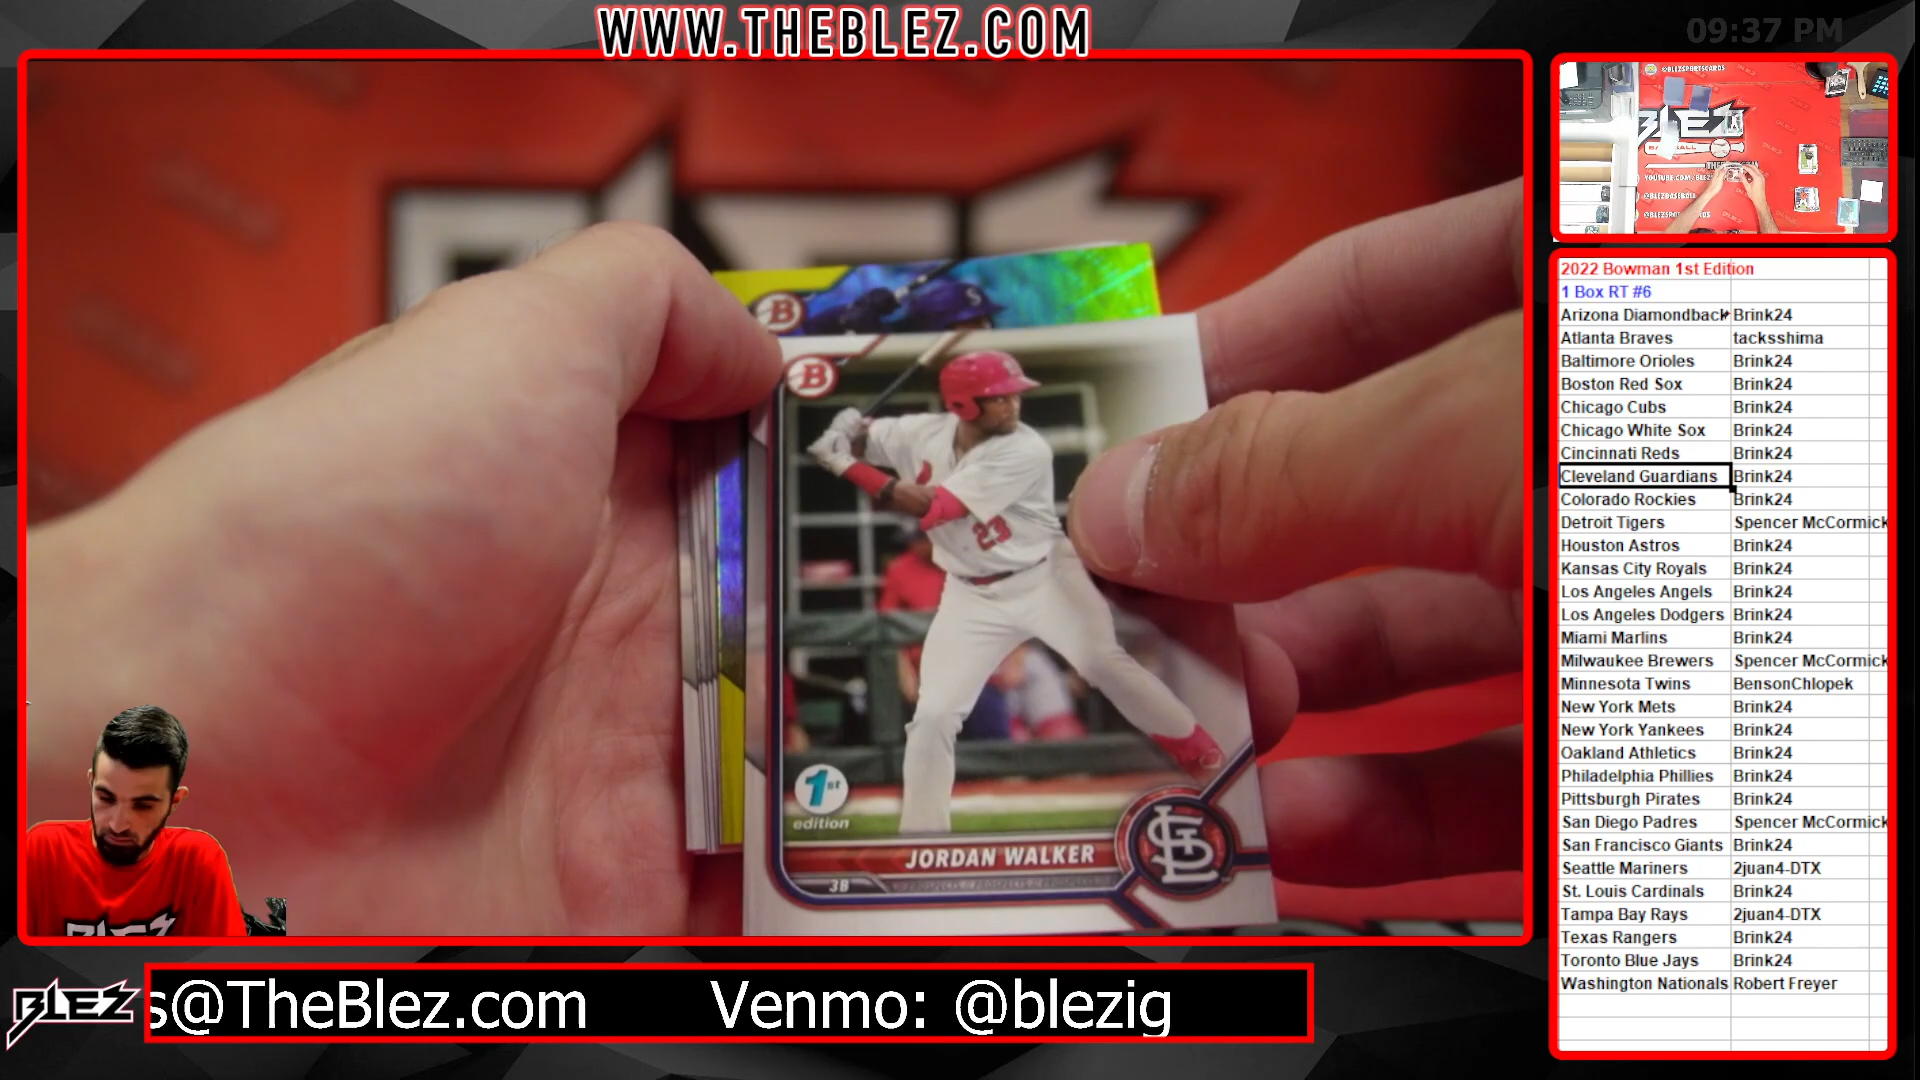 WWW.THEBLEZ.COM
09:37 PM
B
B
23
1st
edition
JORDAN WALKER
3B
BLEZ
s@TheBlez.com Venmo: @blezig
@BLEZSPORTSCARDS
BLEZ
BASEBALL
@BLEZBASEBALL
2022 Bowman 1st Edition
1 Box RT #6
Arizona Diamondback Brink24
Atlanta Braves tacksshima
Baltimore Orioles Brink24
Boston Red Sox Brink24
Chicago Cubs Brink24
Chicago White Sox Brink24
Cincinnati Reds Brink24
Cleveland Guardians Brink24
Colorado Rockies Brink24
Detroit Tigers Spencer McCormick
Houston Astros Brink24
Kansas City Royals Brink24
Los Angeles Angels Brink24
Los Angeles Dodgers Brink24
Miami Marlins Brink24
Milwaukee Brewers Spencer McCormick
Minnesota Twins BensonChlopek
New York Mets Brink24
New York Yankees Brink24
Oakland Athletics Brink24
Philadelphia Phillies Brink24
Pittsburgh Pirates Brink24
San Diego Padres Spencer McCormick
San Francisco Giants Brink24
Seattle Mariners 2juan4-DTX
St. Louis Cardinals Brink24
Tampa Bay Rays 2juan4-DTX
Texas Rangers Brink24
Toronto Blue Jays Brink24
Washington Nationals Robert Freyer